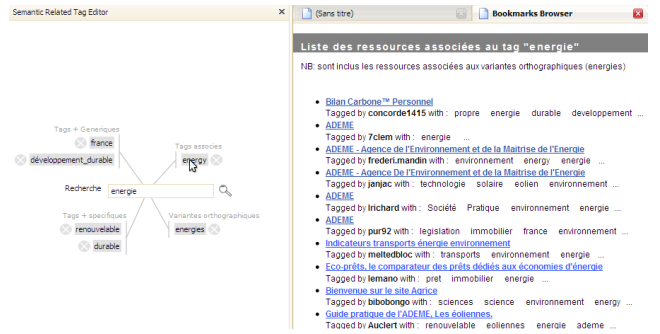 Semantic Related Tag Editor
Tags + Generiques
france
développement_durable
Tags associes
energy
Recherche energie
Tags + specifiques
renouvelable
durable
Variantes orthographiques
energies
(Sans titre)
Bookmarks Browser
Liste des ressources associées au tag "energie"
NB: sont inclus les ressources associées aux variantes orthographiques (energies)
Bilan Carbone™ Personnel
Tagged by concorde1415 with : propre energie durable developpement ...
ADEME
Tagged by 7clem with : energie ...
ADEME - Agence de l'Environnement et de la Maitrise de l'Energie
Tagged by frederi.mandin with : environnement energy energie ...
ADEME - Agence De l'Environnement et de la Maitrise de l'Energie
Tagged by janjac with : technologie solaire eolien environnement ...
ADEME
Tagged by lrichard with : Société Pratique environnement energie ...
ADEME
Tagged by pur92 with : legislation immobilier france environnement ...
Indicateurs transports énergie environnement
Tagged by meltedbloc with : transports environnement energie ...
Eco-prêts, le comparateur des prêts dédiés aux économies d'énergie
Tagged by lemano with : pret immobilier energie ...
Bienvenue sur le site Agrice
Tagged by bibobongo with : sciences science environnement energy ...
Guide pratique de l'ADEME, Les éoliennes.
Tagged by Auclert with : renouvelable eoliennes energie ademe ...